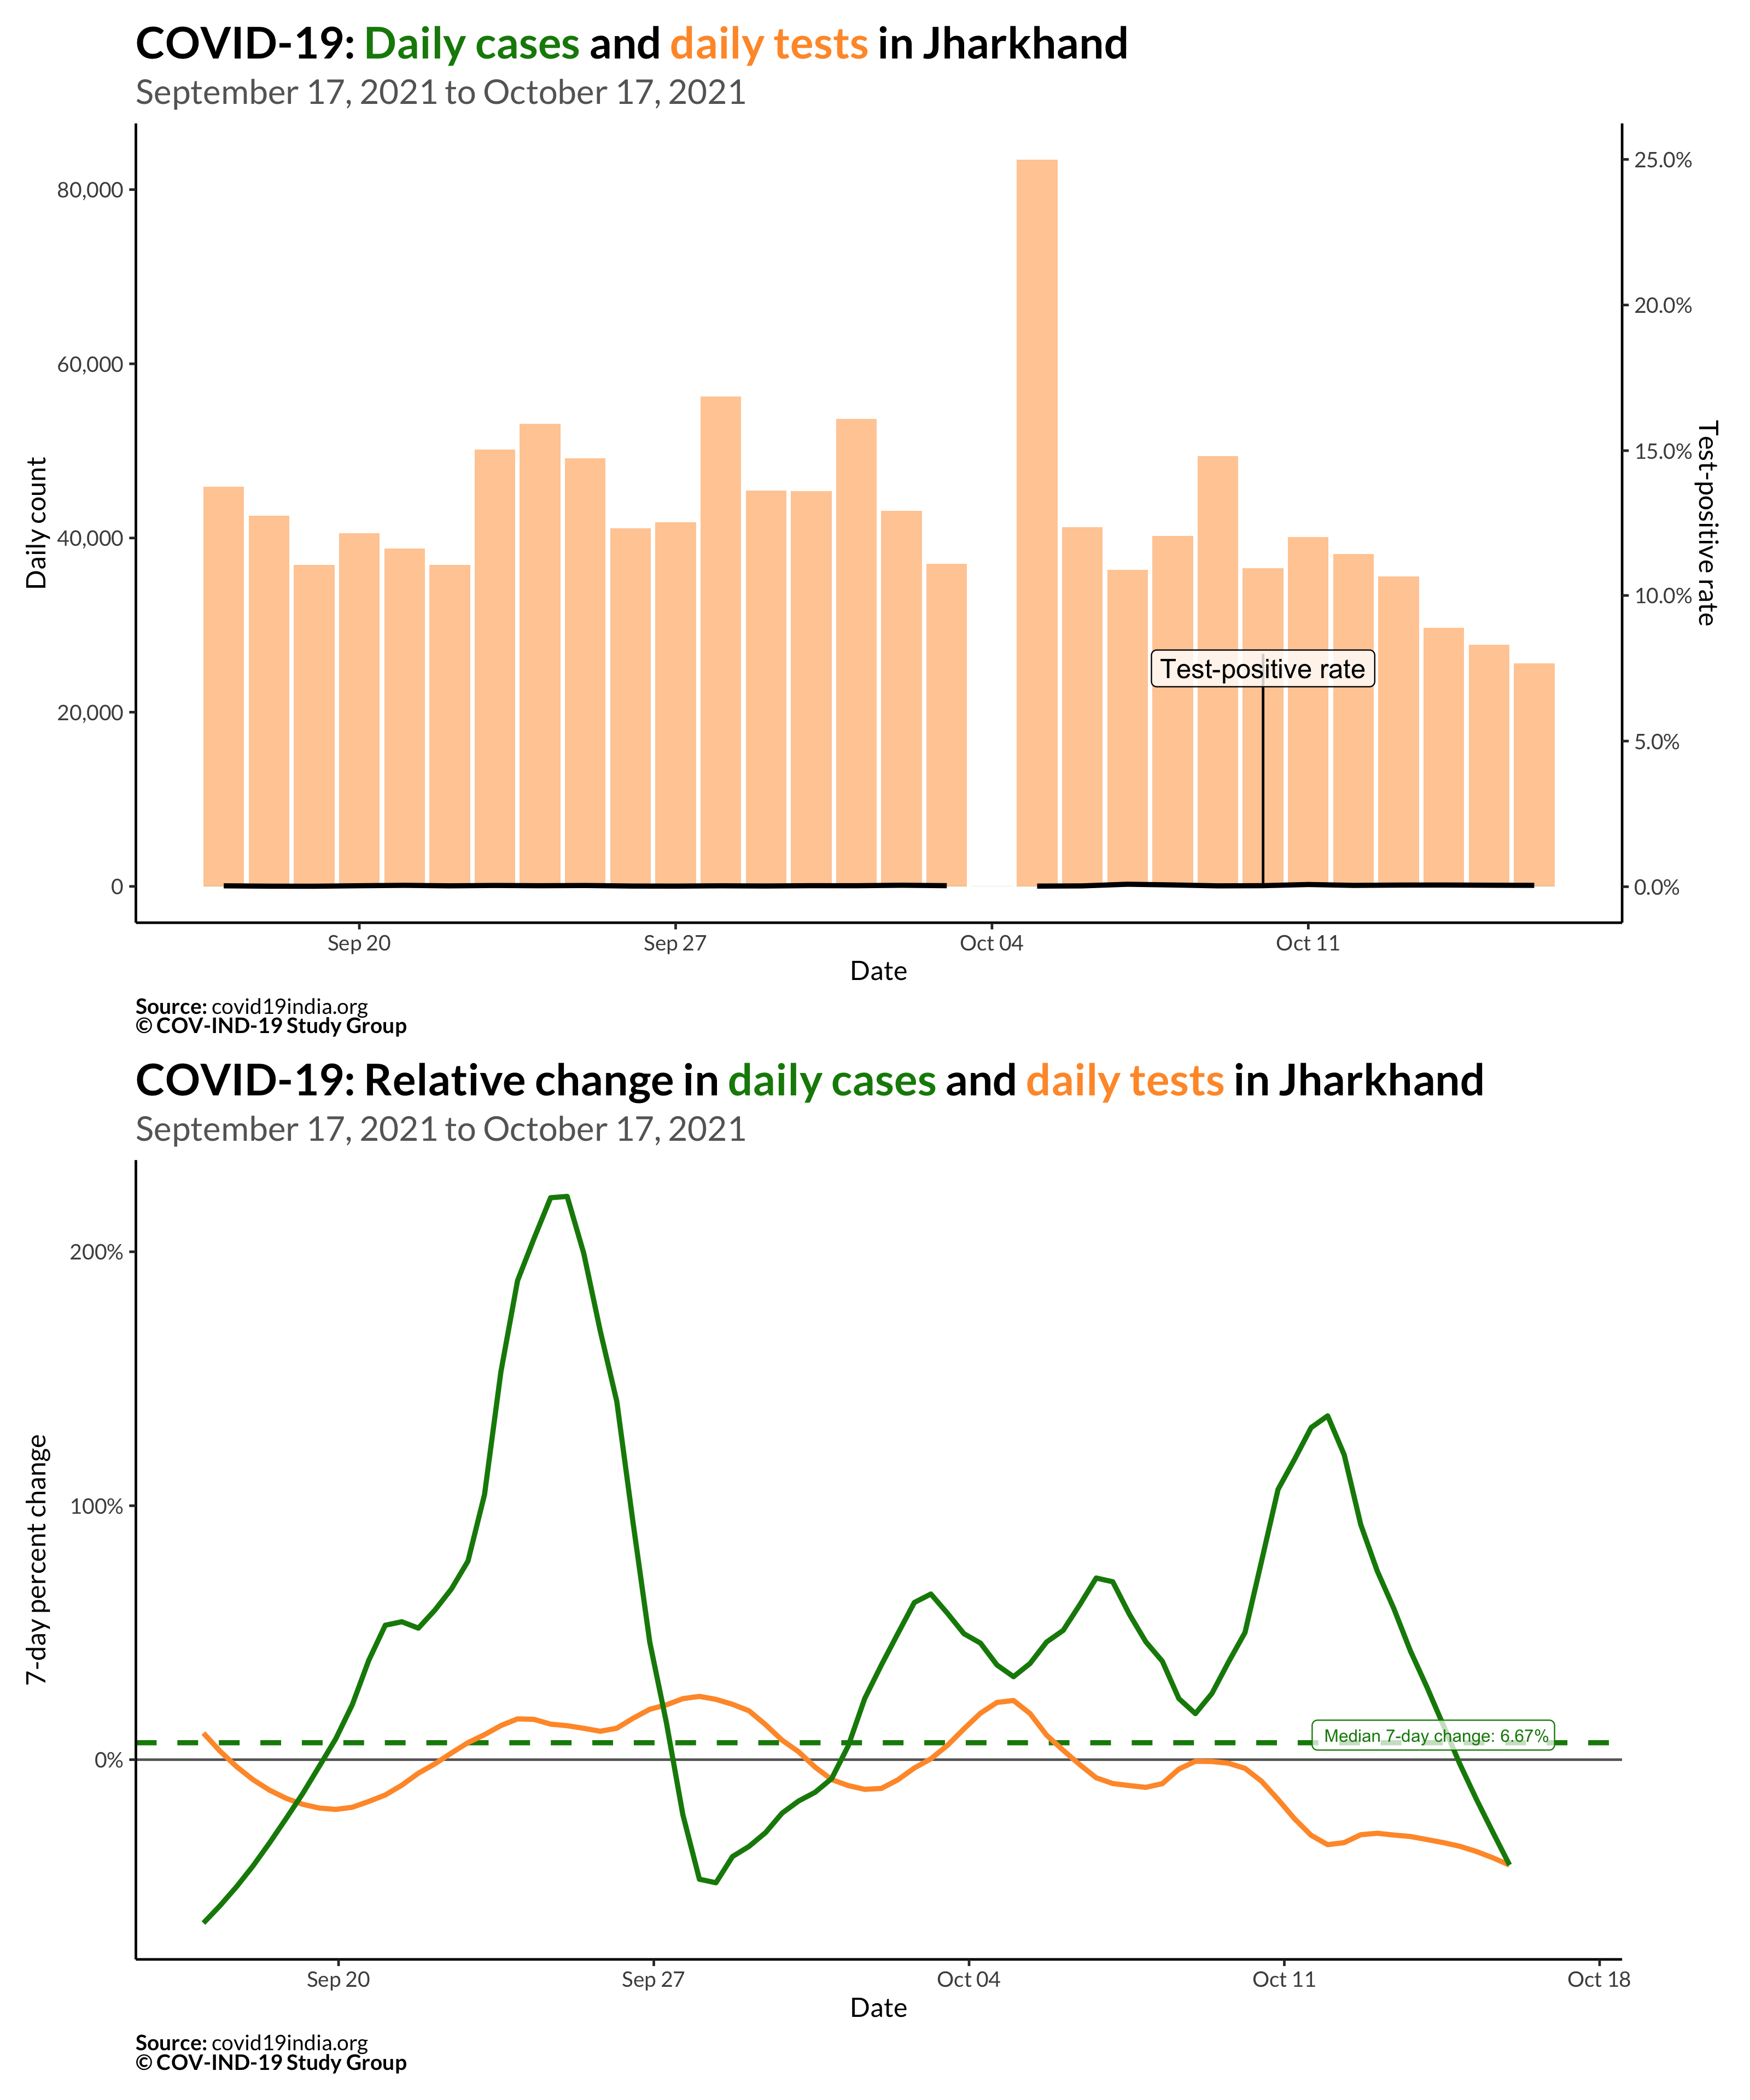 COVID-19: Daily cases and daily tests in Jharkhand
September 17, 2021 to October 17, 2021
80,000
60,000
40,000
20,000
0
Daily count
25.0%
20.0%
15.0%
10.0%
5.0%
0.0%
Test-positive rate
Test-positive rate
Sep 20
Sep 27
Oct 04
Oct 11
Date
Source: covid19india.org
© COV-IND-19 Study Group
COVID-19: Relative change in daily cases and daily tests in Jharkhand
September 17, 2021 to October 17, 2021
200%
100%
0%
7-day percent change
Median 7-day change: 6.67%
Sep 20
Sep 27
Oct 04
Oct 11
Oct 18
Date
Source: covid19india.org
© COV-IND-19 Study Group